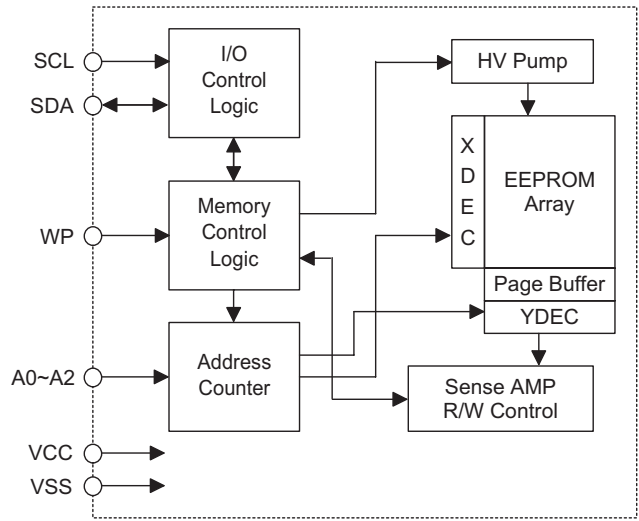 SCL
SDA
WP
A0~A2
VCC
VSS
I/O
Control
Logic
Memory
Control
Logic
Address
Counter
HV Pump
X
D
E
C
EEPROM
Array
Page Buffer
YDEC
Sense AMP
R/W Control